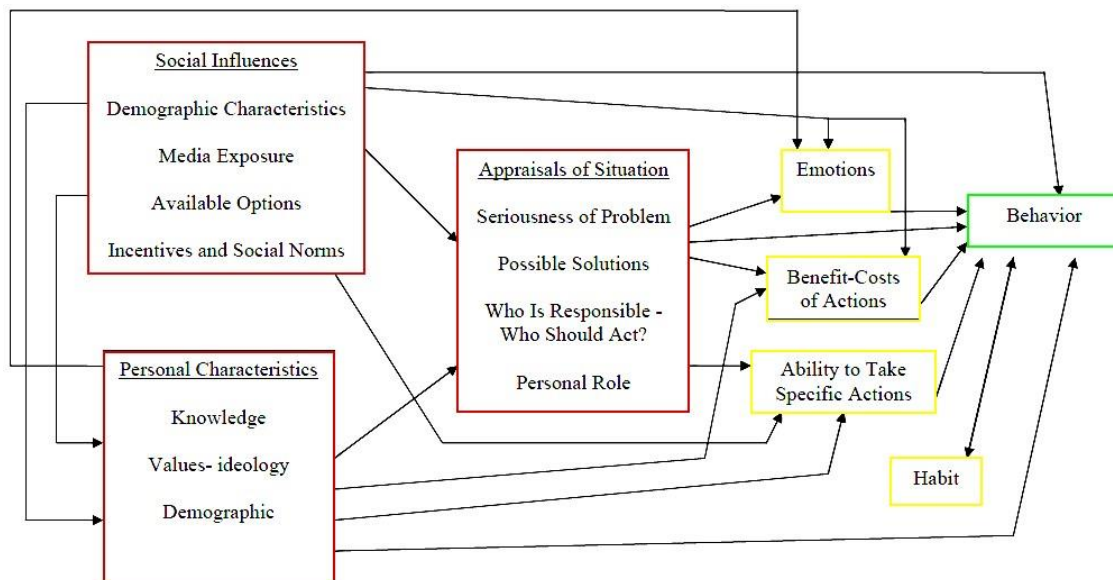 Social Influences
Demographic Characteristics
Media Exposure
Available Options
Incentives and Social Norms
Personal Characteristics
Knowledge
Values- ideology
Demographic
Appraisals of Situation
Seriousness of Problem
Possible Solutions
Who Is Responsible -
Who Should Act?
Personal Role
Emotions
Benefit-Costs
of Actions
Ability to Take
Specific Actions
Habit
Behavior